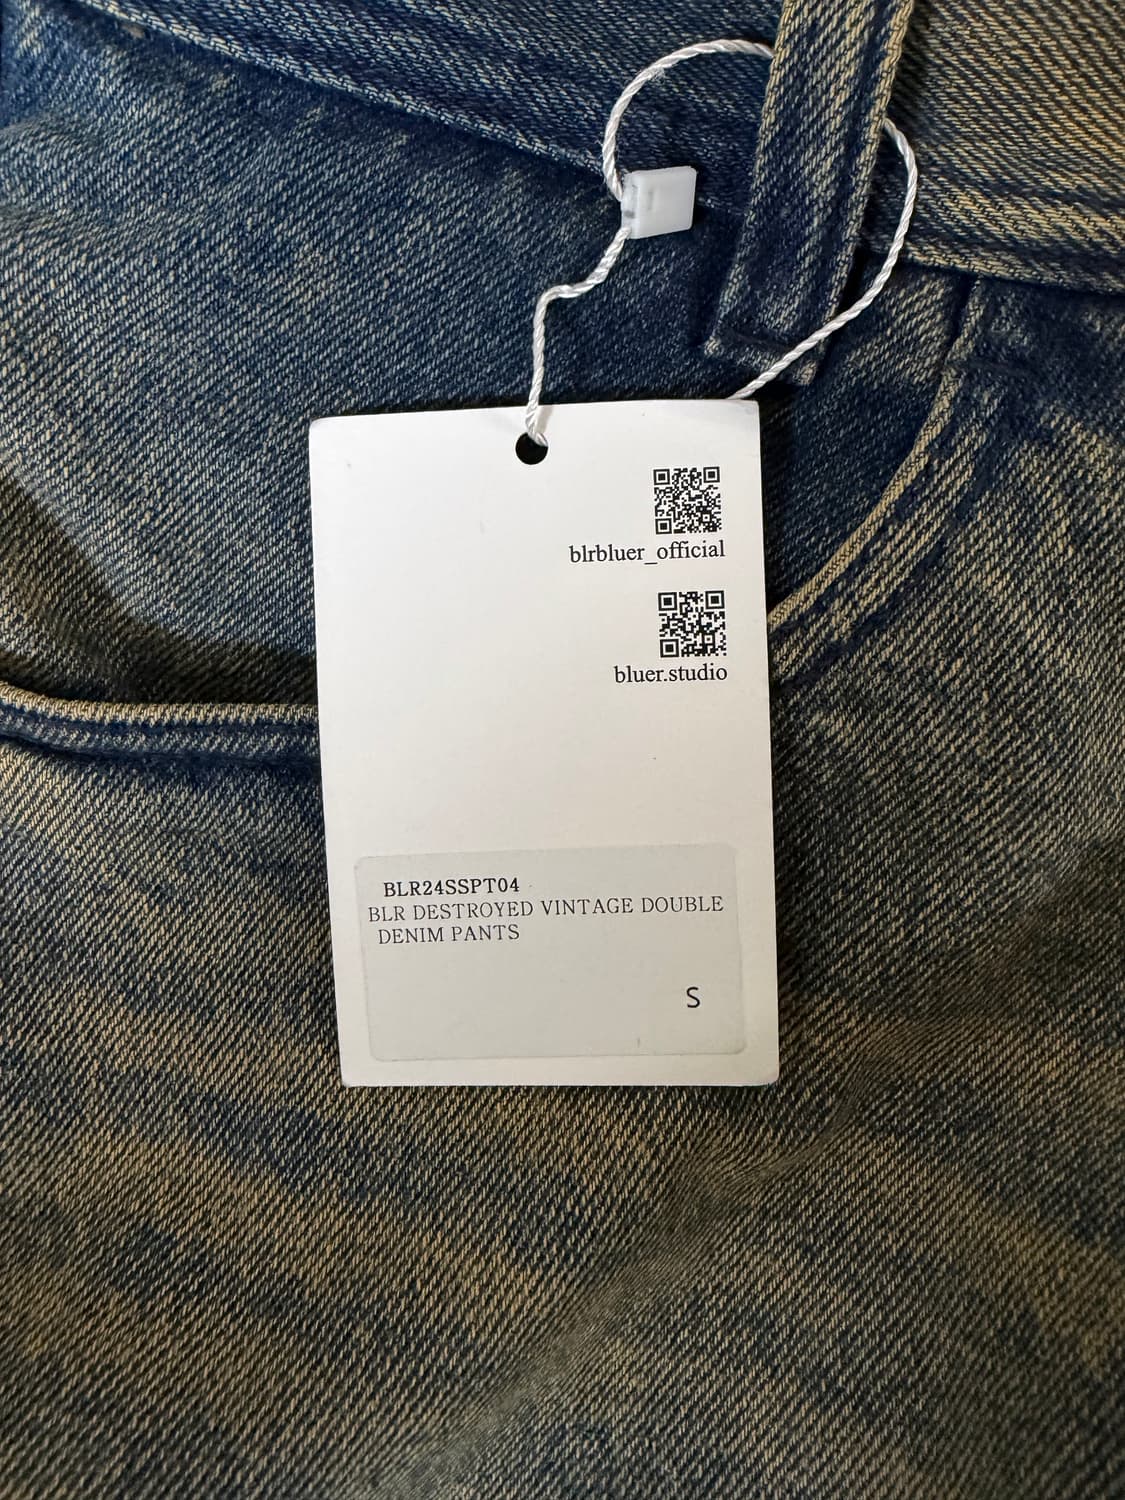 blrbluer_official
bluer.studio
BLR24SSPT04
BLR DESTROYED VINTAGE DOUBLE
DENIM PANTS
S